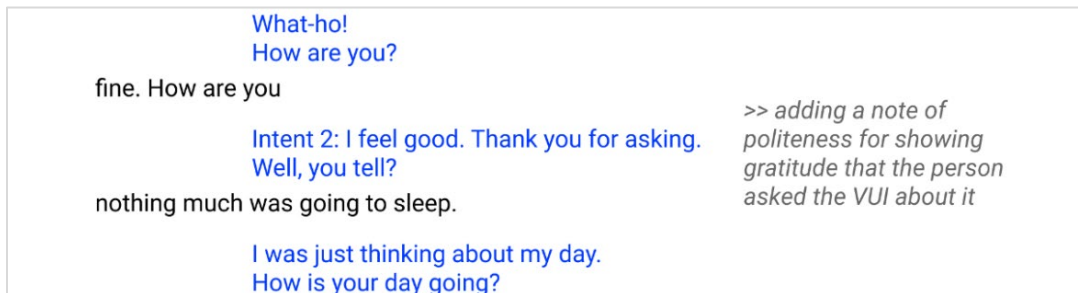 What-ho!
How are you?
fine. How are you
Intent 2: I feel good. Thank you for asking.
Well, you tell?
>> adding a note of
politeness for showing
gratitude that the person
asked the VUI about it
nothing much was going to sleep.
I was just thinking about my day.
How is your day going?